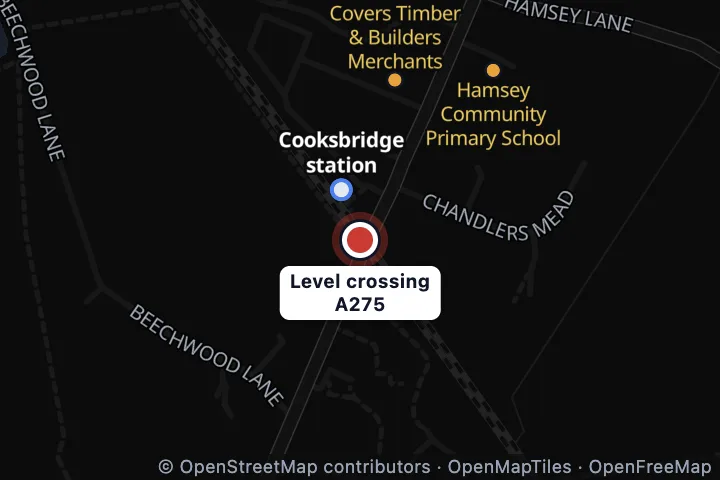 BEECHWOOD LANE
Covers Timber
& Builders
Merchants
HAMSEY LANE
Hamsey
Community
Primary School
Cooksbridge
station
CHANDLERS MEAD
Level crossing
A275
BEECHWOOD LANE
© OpenStreetMap contributors · OpenMapTiles · OpenFreeMap